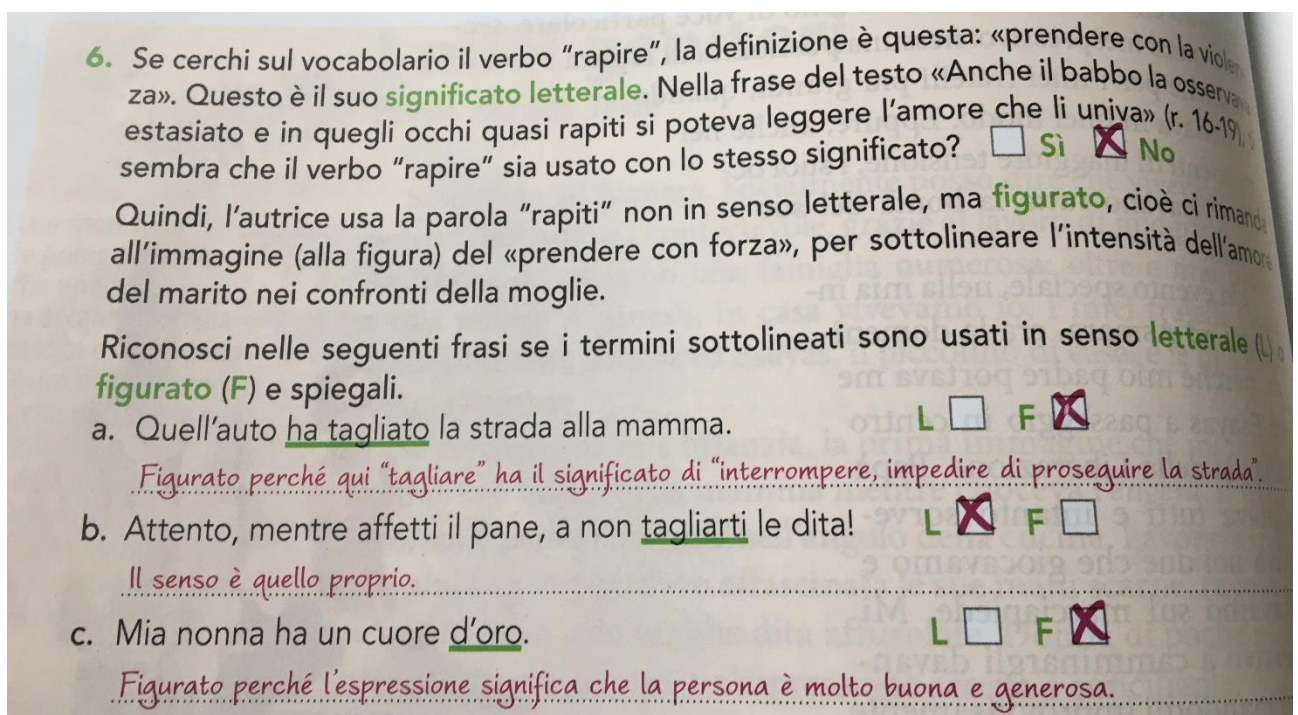 6. Se cerchi sul vocabolario il verbo "rapire", la definizione è questa: «prendere con la violen-
za». Questo è il suo significato letterale. Nella frase del testo «Anche il babbo la osservava
estasiato e in quegli occhi quasi rapiti si poteva leggere l'amore che li univa» (r. 16-19),
sembra che il verbo "rapire" sia usato con lo stesso significato? Sì No
Quindi, l'autrice usa la parola "rapiti" non in senso letterale, ma figurato, cioè ci rimanda
all'immagine (alla figura) del «prendere con forza», per sottolineare l'intensità dell'amore
del marito nei confronti della moglie.
Riconosci nelle seguenti frasi se i termini sottolineati sono usati in senso letterale (L) o
figurato (F) e spiegali.
a. Quell'auto ha tagliato la strada alla mamma. L F
Figurato perché qui "tagliare" ha il significato di "interrompere, impedire di proseguire la strada".
b. Attento, mentre affetti il pane, a non tagliarti le dita! L F
Il senso è quello proprio.
c. Mia nonna ha un cuore d'oro. L F
Figurato perché l'espressione significa che la persona è molto buona e generosa.